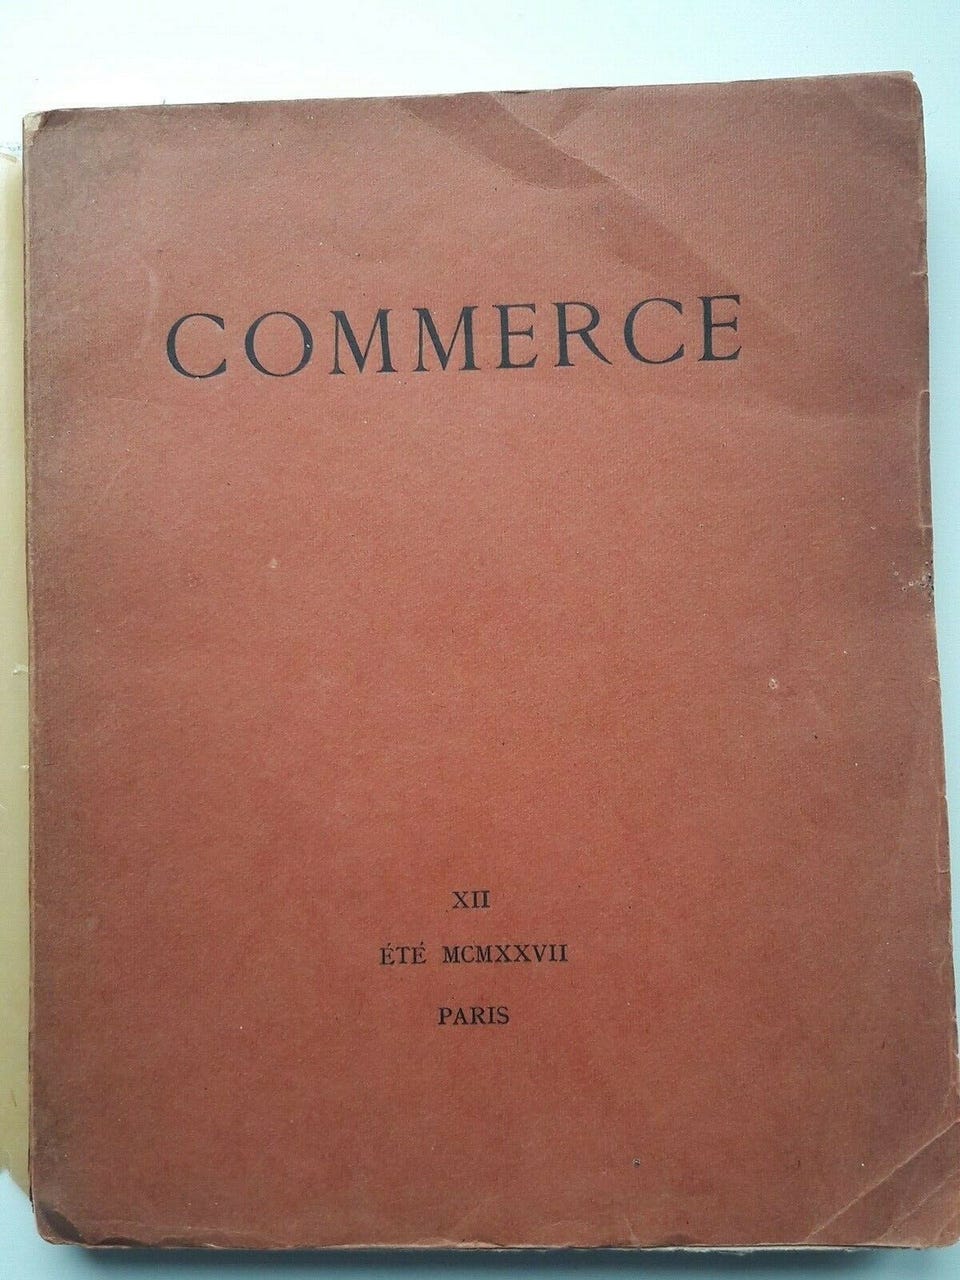 COMMERCE
XII
ÉTÉ MCMXXVII
PARIS